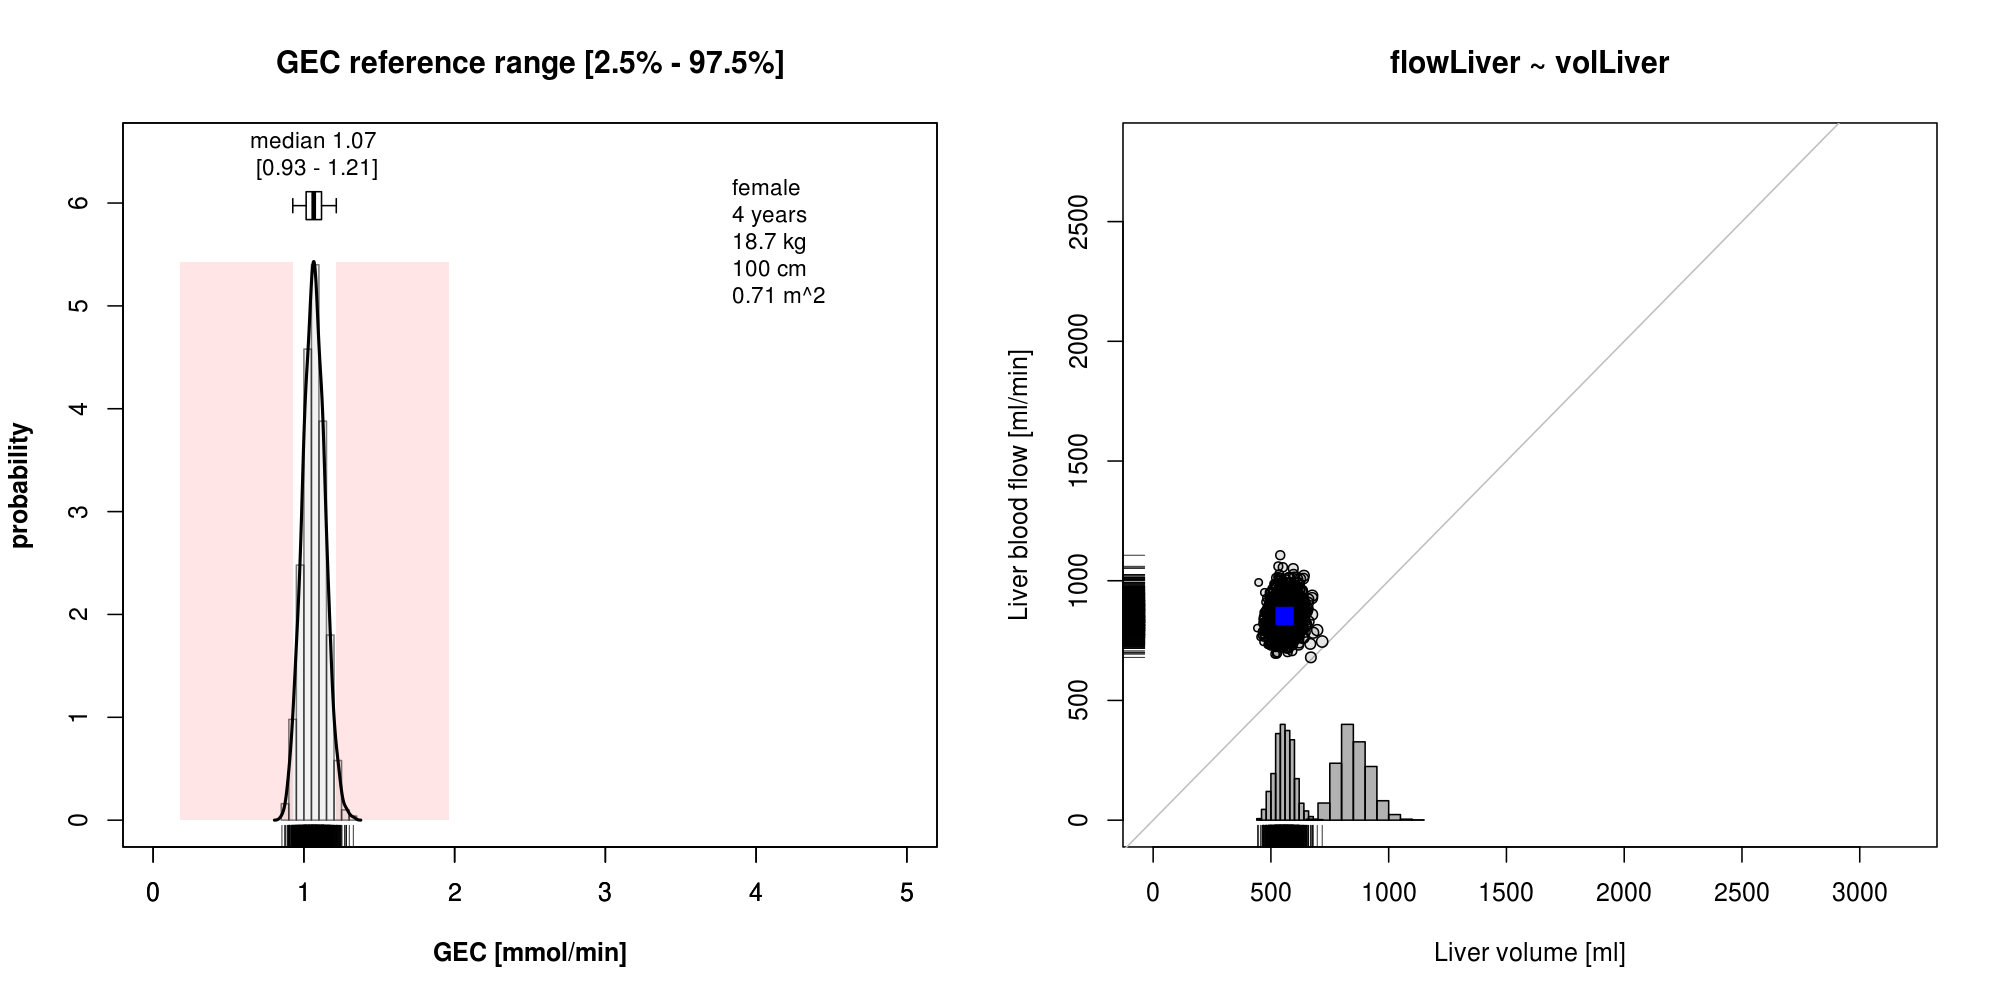 GEC reference range [2.5% - 97.5%]
median 1.07
[0.93 - 1.21]
female
4 years
18.7 kg
100 cm
0.71 m^2
probability
6
5
4
3
2
1
0
0 1 2 3 4 5
GEC [mmol/min]
flowLiver ~ volLiver
Liver blood flow [ml/min]
2500
2000
1500
1000
500
0
0 500 1000 1500 2000 2500 3000
Liver volume [ml]